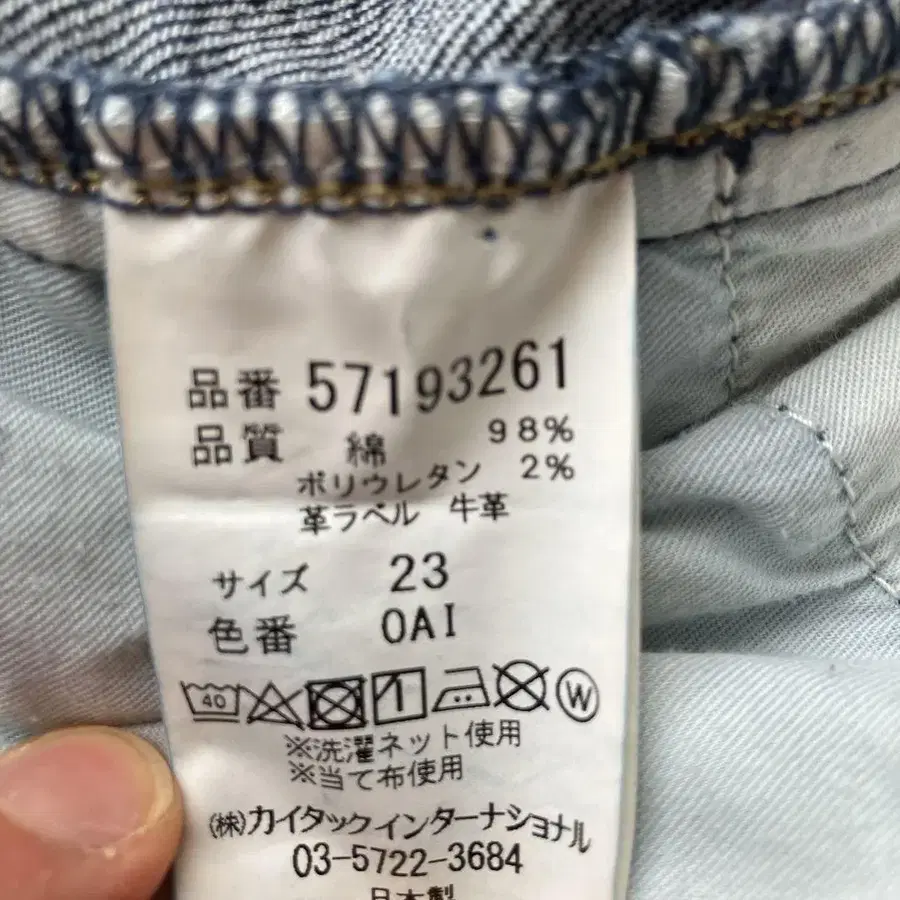 品番 57193261
品質 綿 98%
ポリウレタン 2%
革ラベル 牛革
サイズ 23
色番 0AI
40 W
※洗濯ネット使用
※当て布使用
(株)カイタックインターナショナル
03-5722-3684
日本製